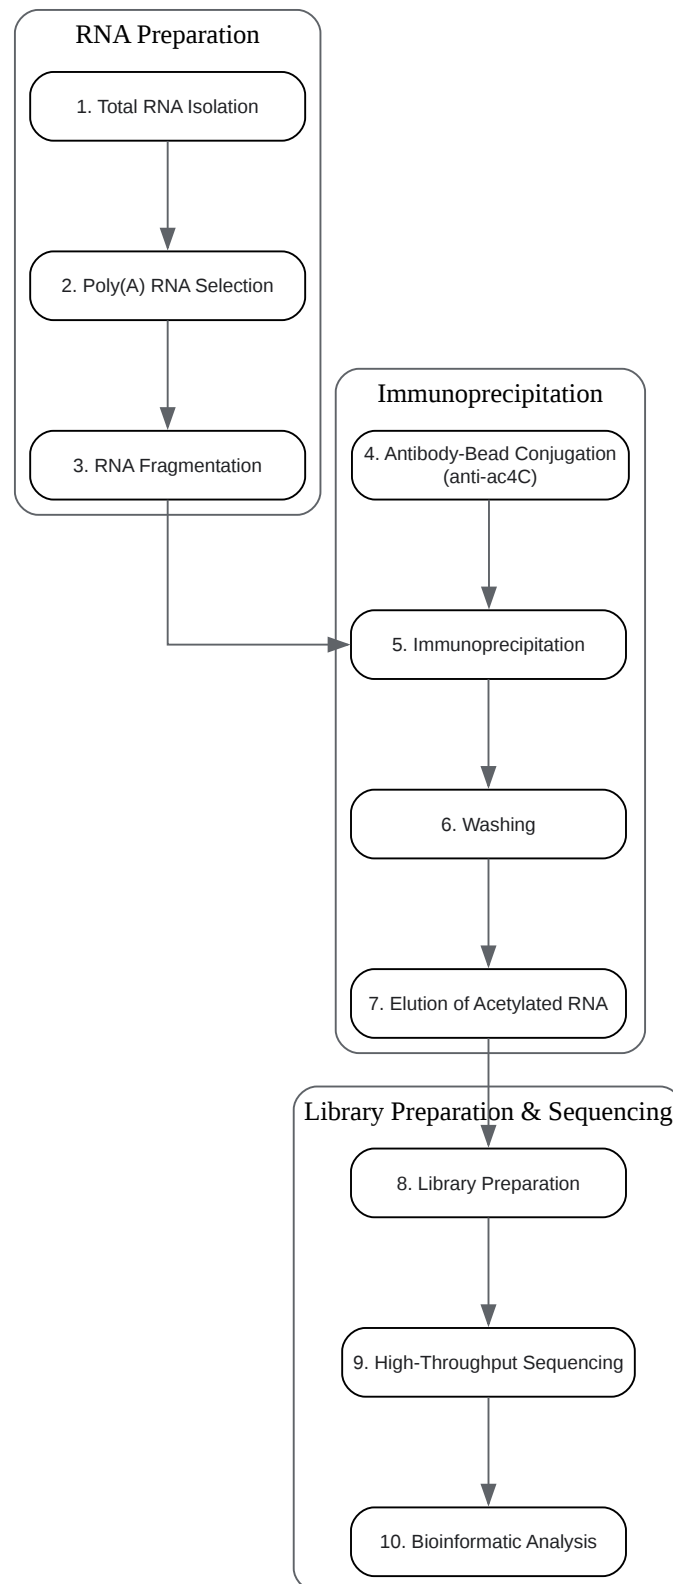 RNA Preparation
1. Total RNA Isolation
2. Poly(A) RNA Selection
3. RNA Fragmentation
Immunoprecipitation
4. Antibody-Bead Conjugation
(anti-ac4C)
5. Immunoprecipitation
6. Washing
7. Elution of Acetylated RNA
Library Preparation & Sequencing
8. Library Preparation
9. High-Throughput Sequencing
10. Bioinformatic Analysis